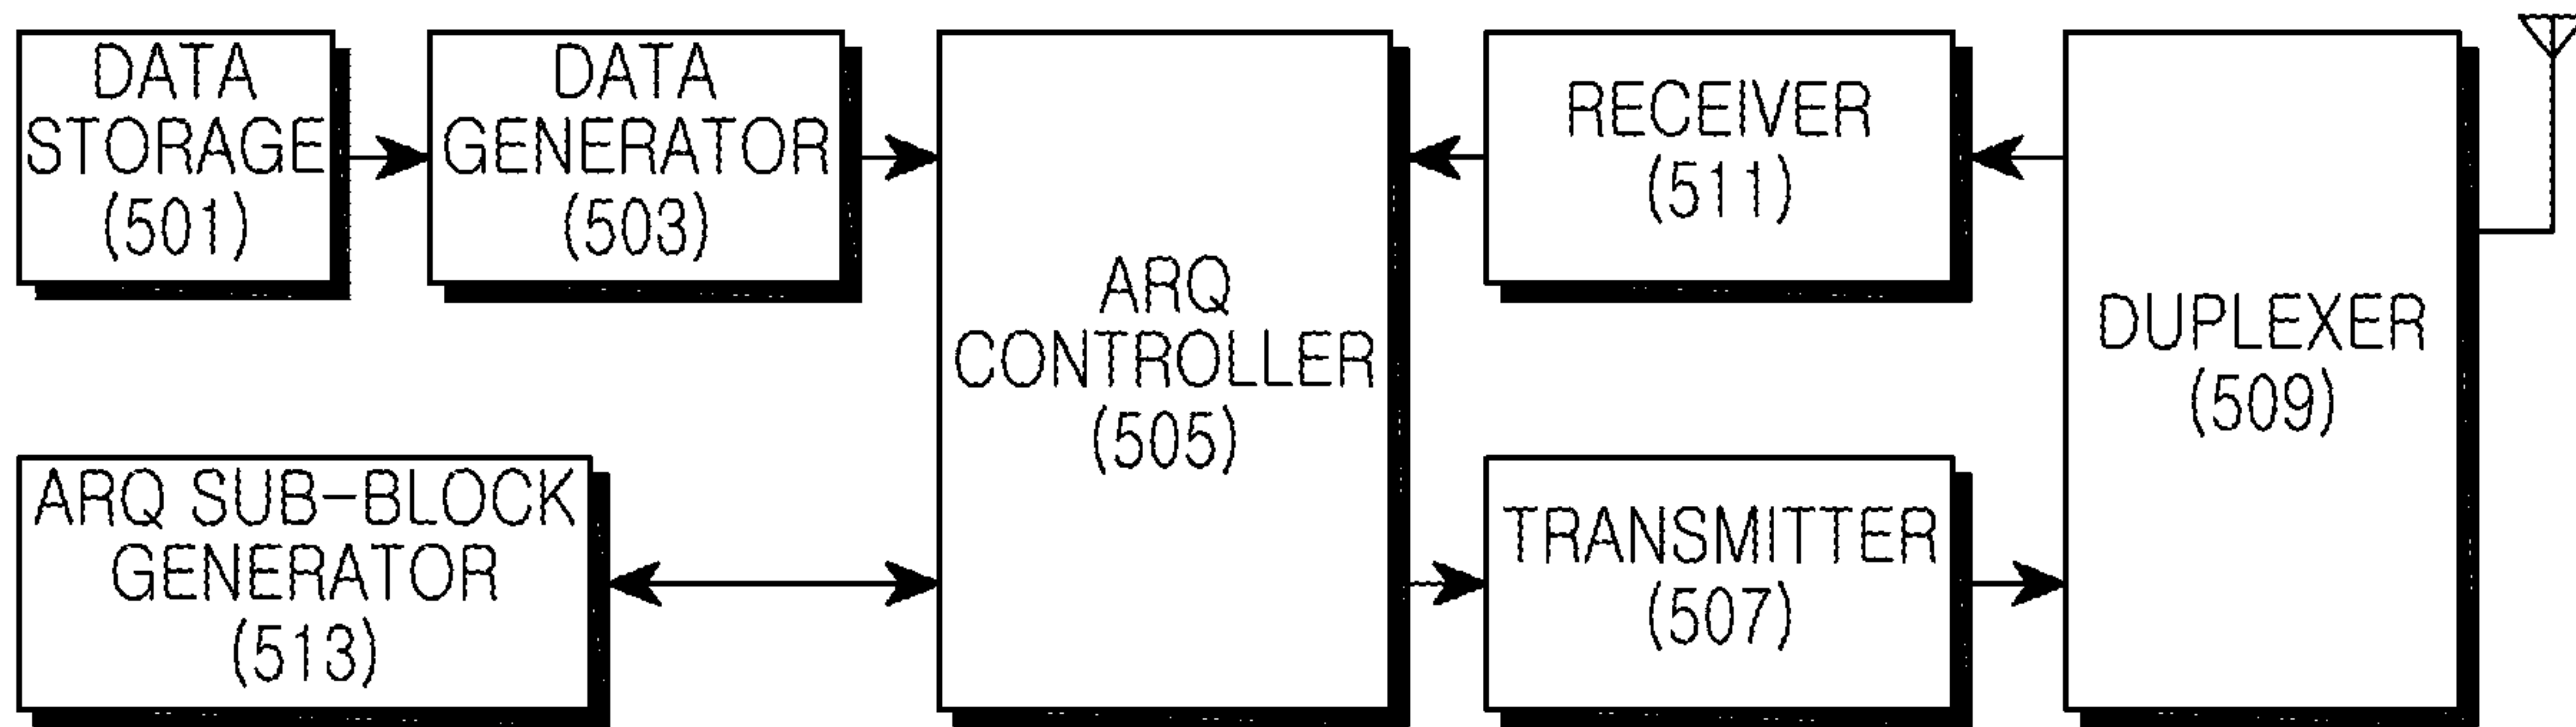 DATA
STORAGE
(501)
DATA
GENERATOR
(503)
ARQ
CONTROLLER
(505)
RECEIVER
(511)
DUPLEXER
(509)
ARQ SUB-BLOCK
GENERATOR
(513)
TRANSMITTER
(507)